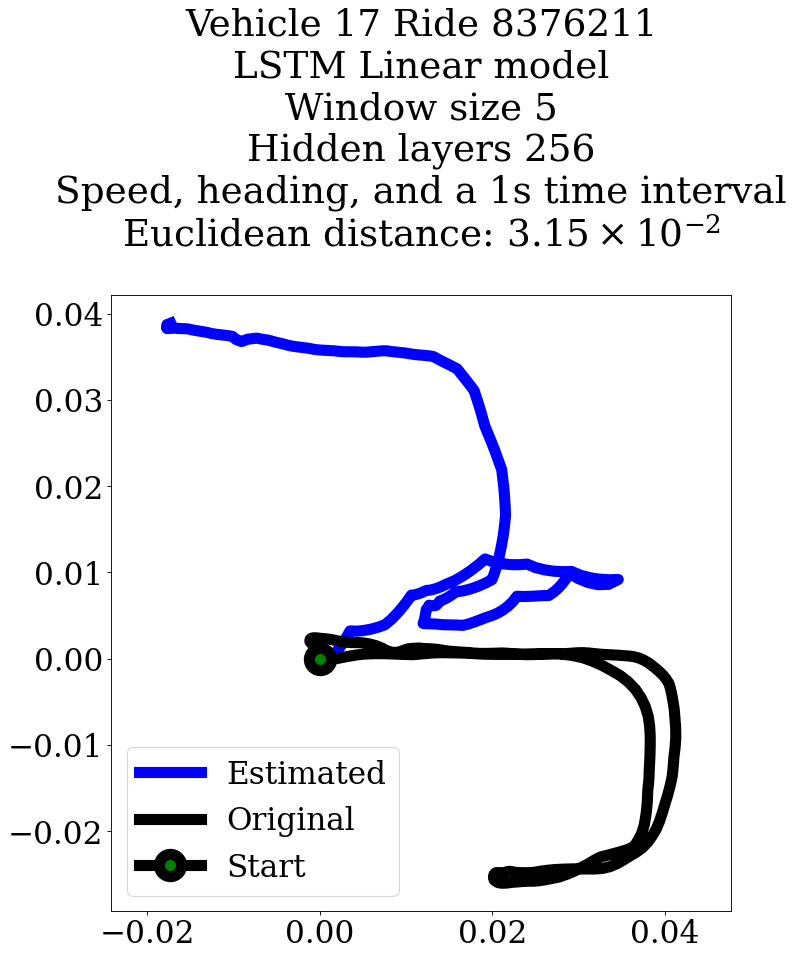 Vehicle 17 Ride 8376211
LSTM Linear model
Window size 5
Hidden layers 256
Speed, heading, and a 1s time interval
Euclidean distance: 3.15 × 10⁻²
0.04
0.03
0.02
0.01
0.00
−0.01
−0.02
Estimated
Original
Start
−0.02 0.00 0.02 0.04